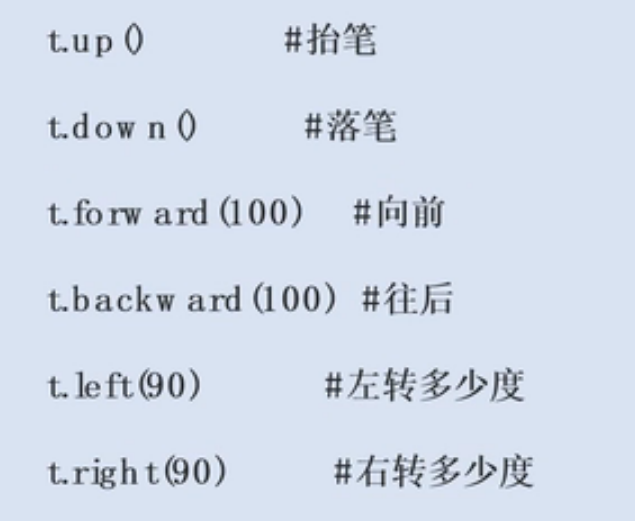 t.up() #抬笔
t.down() #落笔
t.forward(100) #向前
t.backward(100) #往后
t.left(90) #左转多少度
t.right(90) #右转多少度